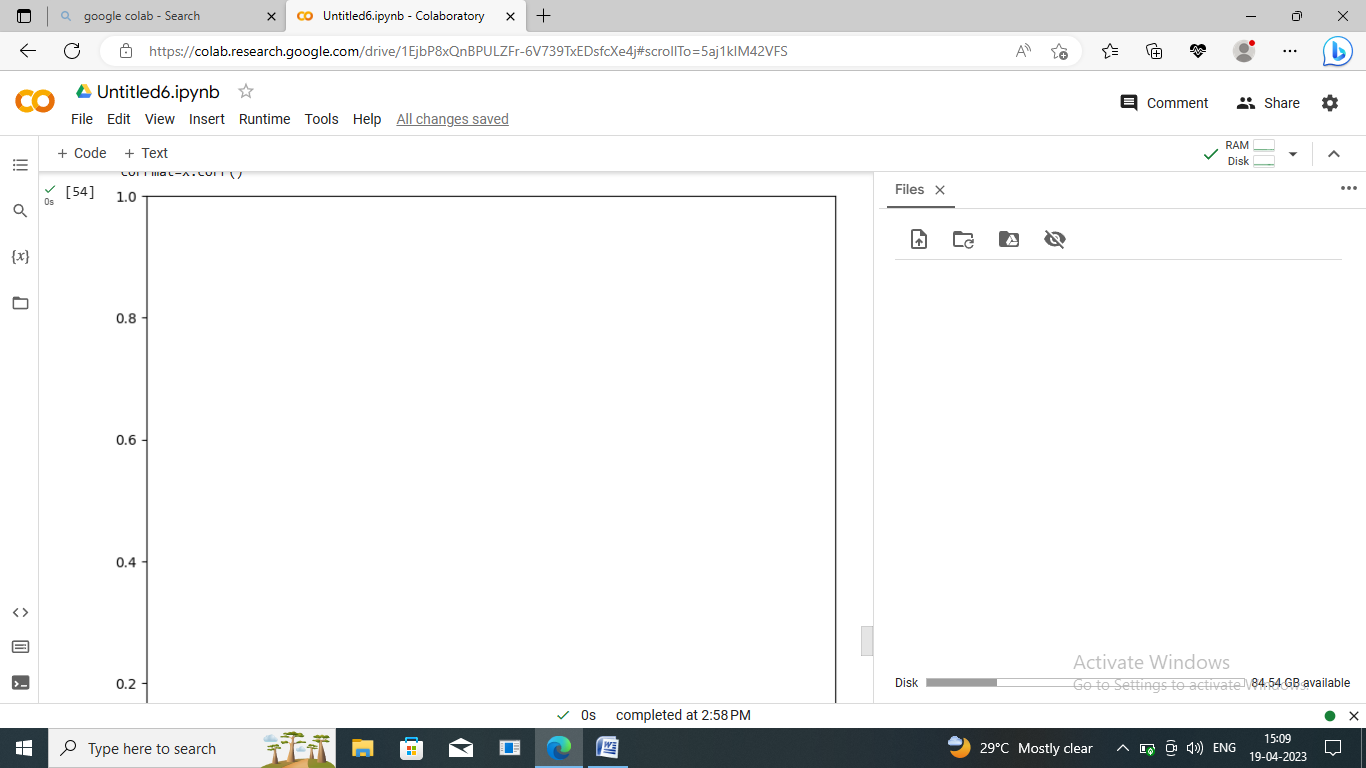 google colab - Search
Untitled6.ipynb - Colaboratory
https://colab.research.google.com/drive/1EjbP8xQnBPULZFr-6V739TxEDsfcXe4j#scrollTo=5aj1kIM42VFS
Untitled6.ipynb
File Edit View Insert Runtime Tools Help All changes saved
Comment Share
+ Code + Text
RAM
Disk
corrmat=x.corr()
[54]
0s
1.0
0.8
0.6
0.4
0.2
{x}
Files
Activate Windows
Go to Settings to activate Windows.
Disk 84.54 GB available
0s completed at 2:58 PM
Type here to search
29°C Mostly clear
ENG
15:09
19-04-2023